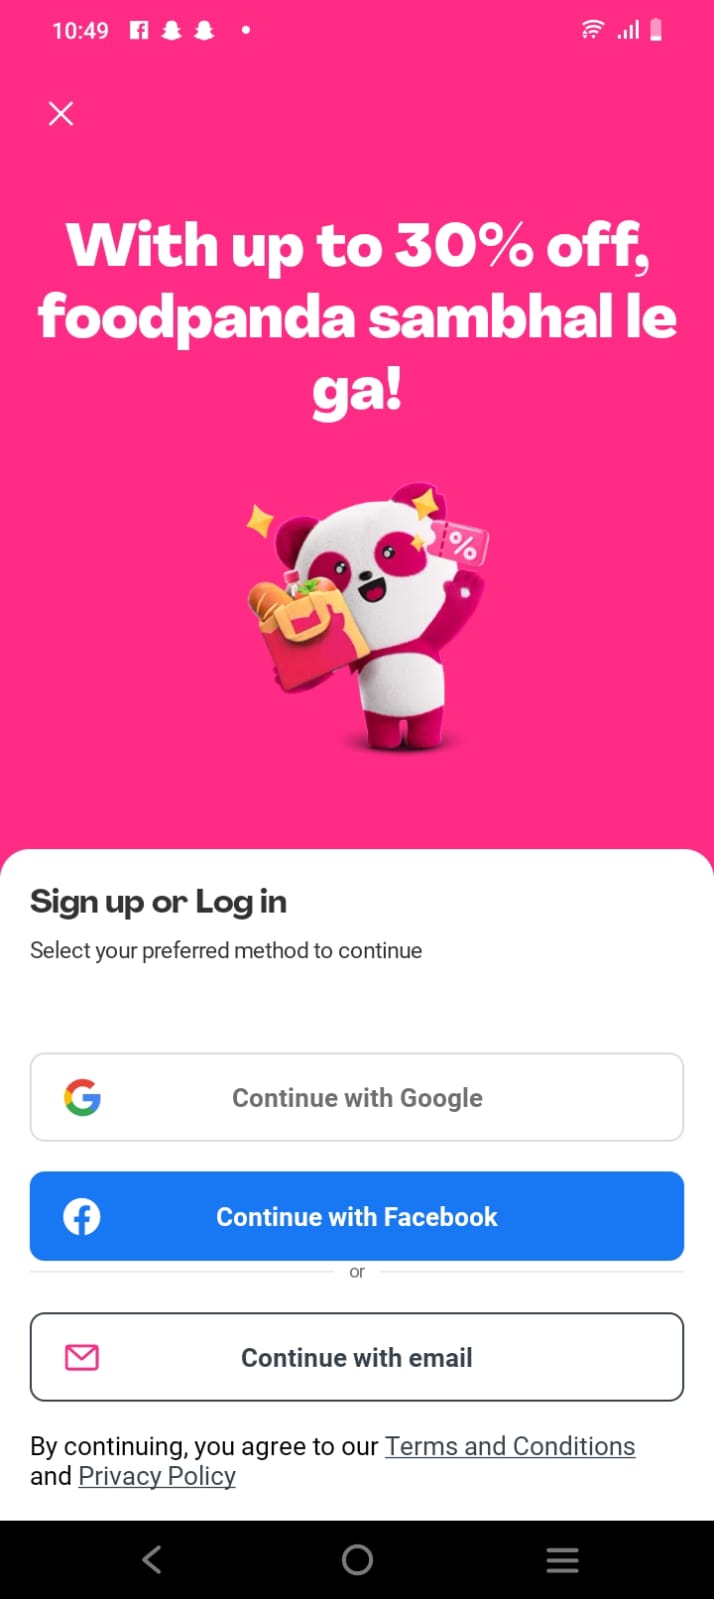 10:49
With up to 30% off,
foodpanda sambhal le
ga!
%
Sign up or Log in
Select your preferred method to continue
Continue with Google
Continue with Facebook
or
Continue with email
By continuing, you agree to our Terms and Conditions
and Privacy Policy